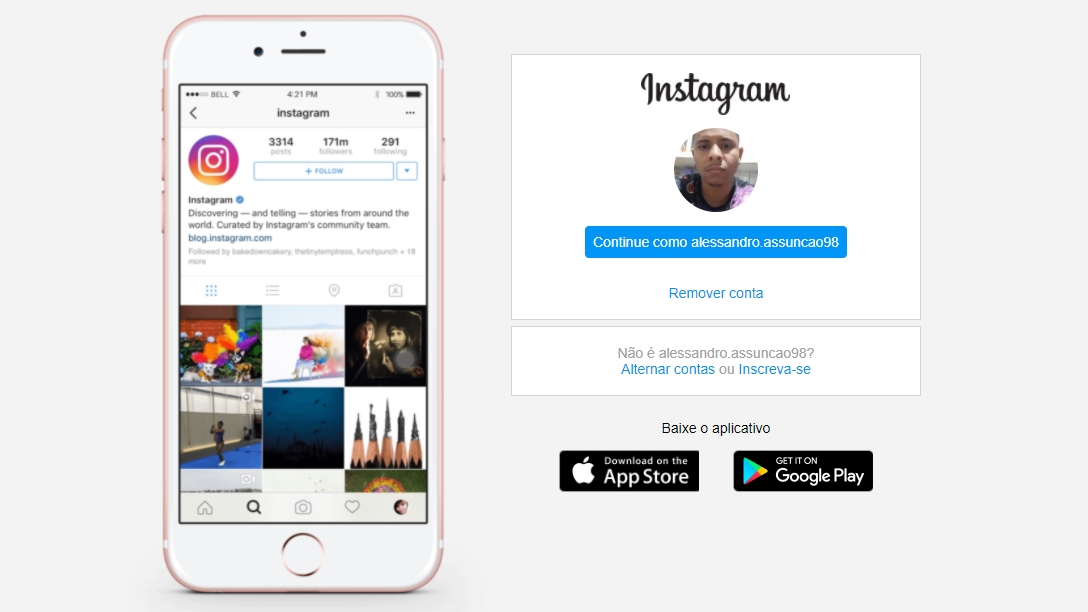 BELL
4:21 PM
100%
instagram
3314
posts
171m
followers
291
following
+ FOLLOW
Instagram
Discovering — and telling — stories from around the
world. Curated by Instagram's community team.
blog.instagram.com
Followed by bakedowncakery, thetinytemptress, funchpunch + 18
more
Instagram
Continue como alessandro.assuncao98
Remover conta
Não é alessandro.assuncao98?
Alternar contas ou Inscreva-se
Baixe o aplicativo
Download on the
App Store
GET IT ON
Google Play